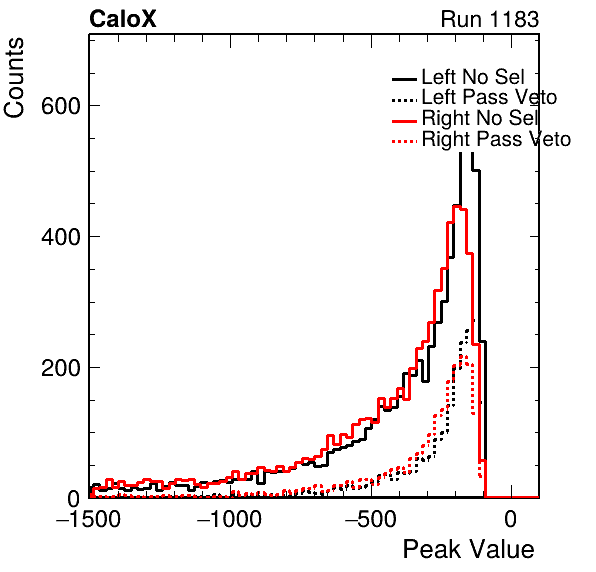 CaloX
Run 1183
Counts
600
400
200
0
Left No Sel
Left Pass Veto
Right No Sel
Right Pass Veto
−1500
−1000
−500
0
Peak Value